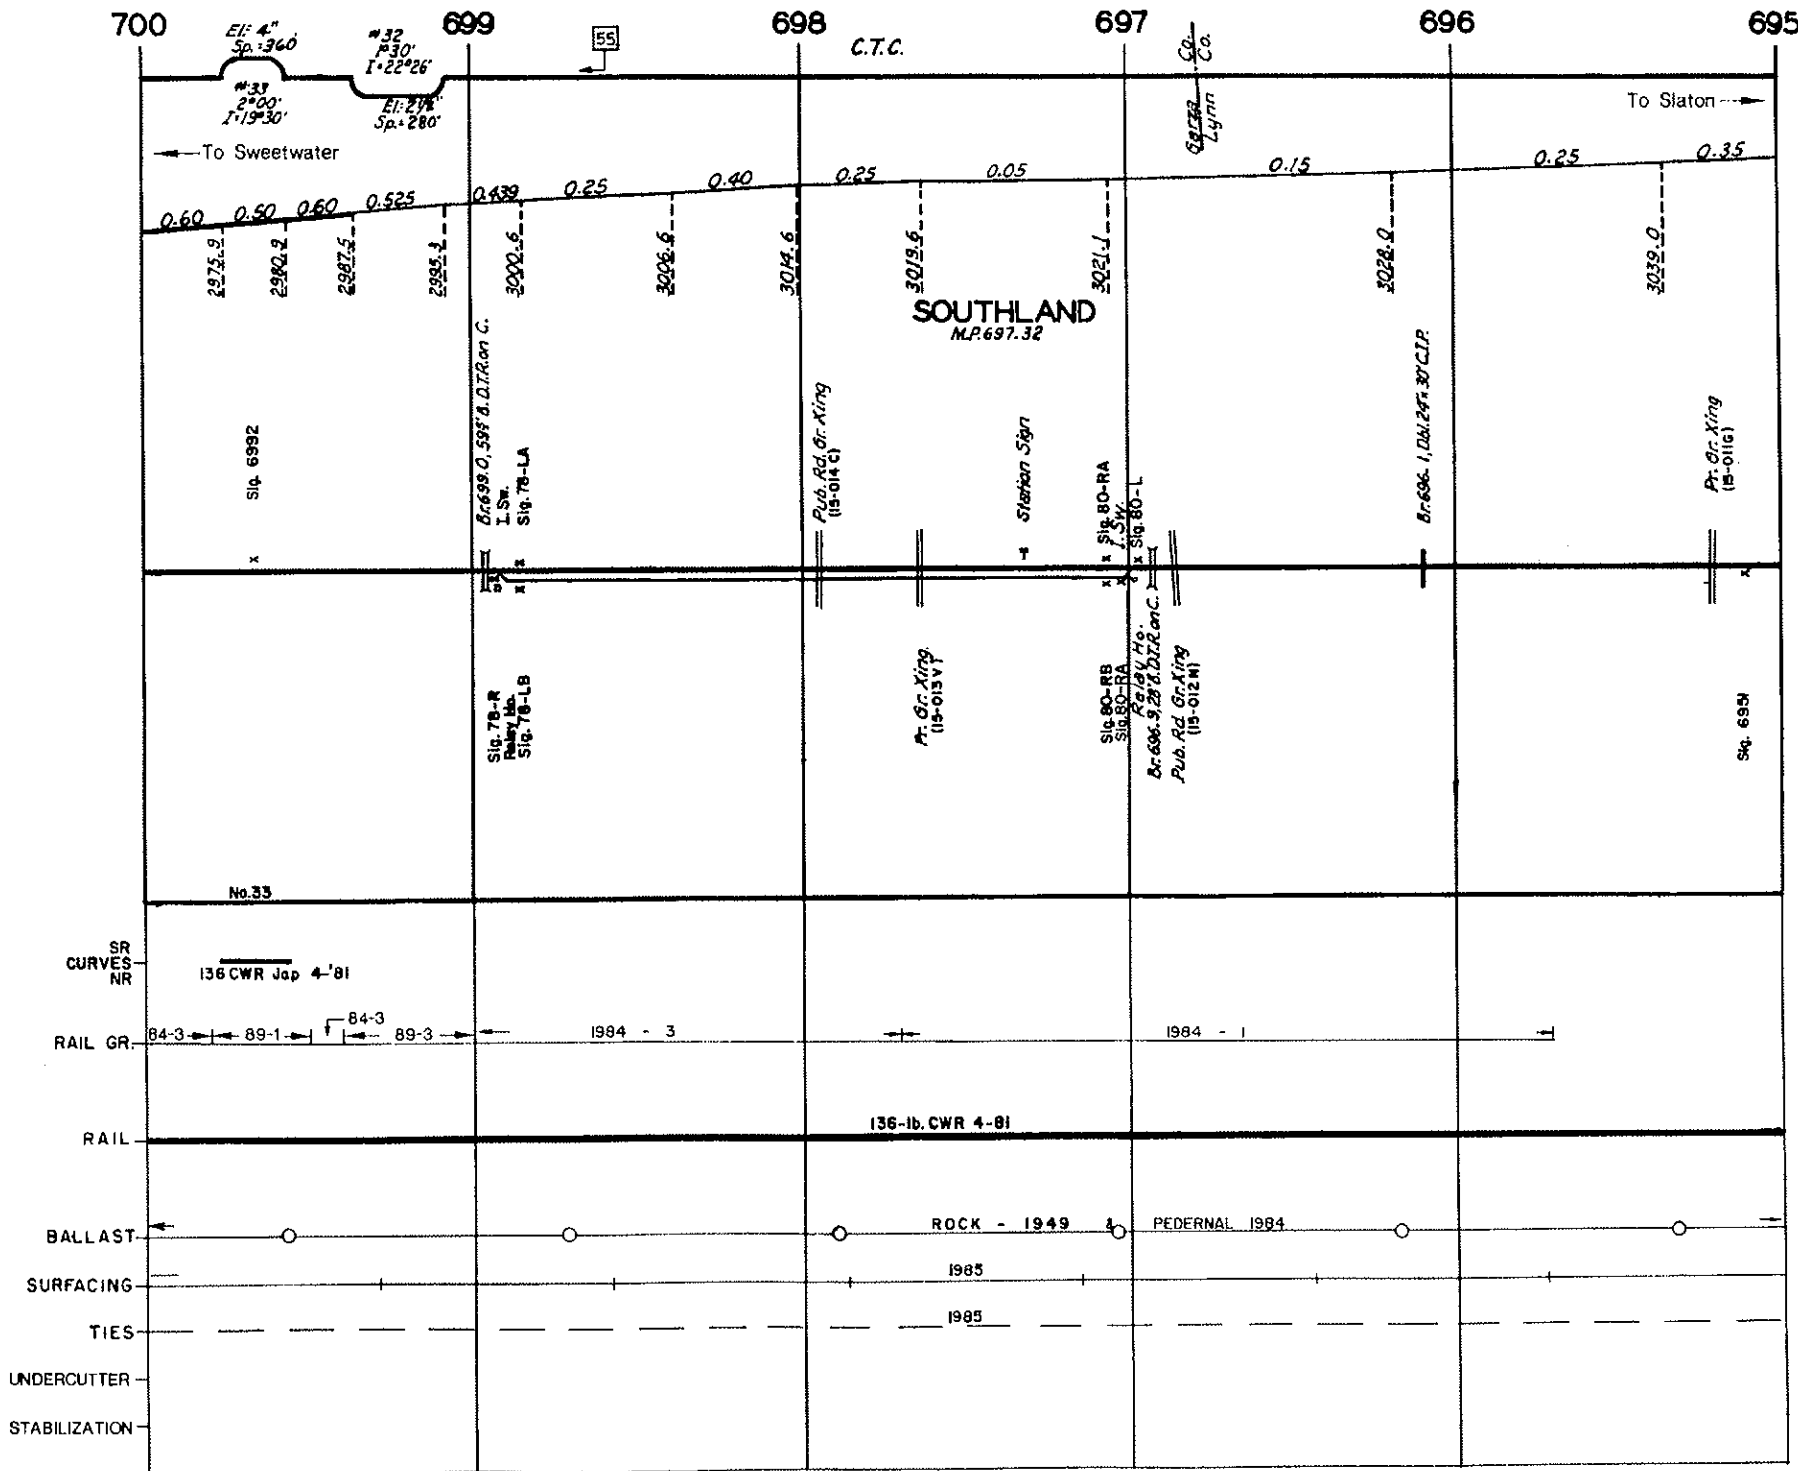 700 699 698 697 696 695
El: 4"
Sp.=360
#32
1°30'
I=22°26'
55
C.T.C.
Garza Co.
Lynn Co.
#33
2°00'
I=19°30'
Sp.=280'
To Slaton
To Sweetwater
0.60 0.50 0.60 0.525 0.439 0.25 0.40 0.25 0.05 0.15 0.25 0.35
2975.9 2980.9 2987.5 2995.1 3000.6 3006.6 3014.6 3019.6 3021.1 3028.0 3039.0
SOUTHLAND
M.P.697.32
Sig. 6992
Br.699.0, 595' B.D.T.R.on C.
I. Sw.
Sig. 78-LA
Pub. Rd. Gr. Xing
(15-014 C)
Station Sign
Sig. 80-RA
I. Sw.
Sig. 80-L
Br.696.1, Dbl.24"x30' C.I.P.
Pr. Gr. Xing
(15-011G)
Sig. 78-R
Relay Ho.
Sig. 78-LB
Pr. Gr. Xing.
(15-013V)
Sig. 80-RB
Sig. 80-RA
Relay Ho.
Br.696.9, 28' B.D.T.R.on C.
Pub. Rd. Gr. Xing
(15-012N)
Sig. 6951
No.33
SR
CURVES
NR
136 CWR Jap 4-'81
RAIL GR. 84-3 89-1 84-3 89-3 1984 - 3 1984 - 1
RAIL 136-lb. CWR 4-81
BALLAST ROCK - 1949 & PEDERNAL 1984
SURFACING 1985
TIES 1985
UNDERCUTTER
STABILIZATION